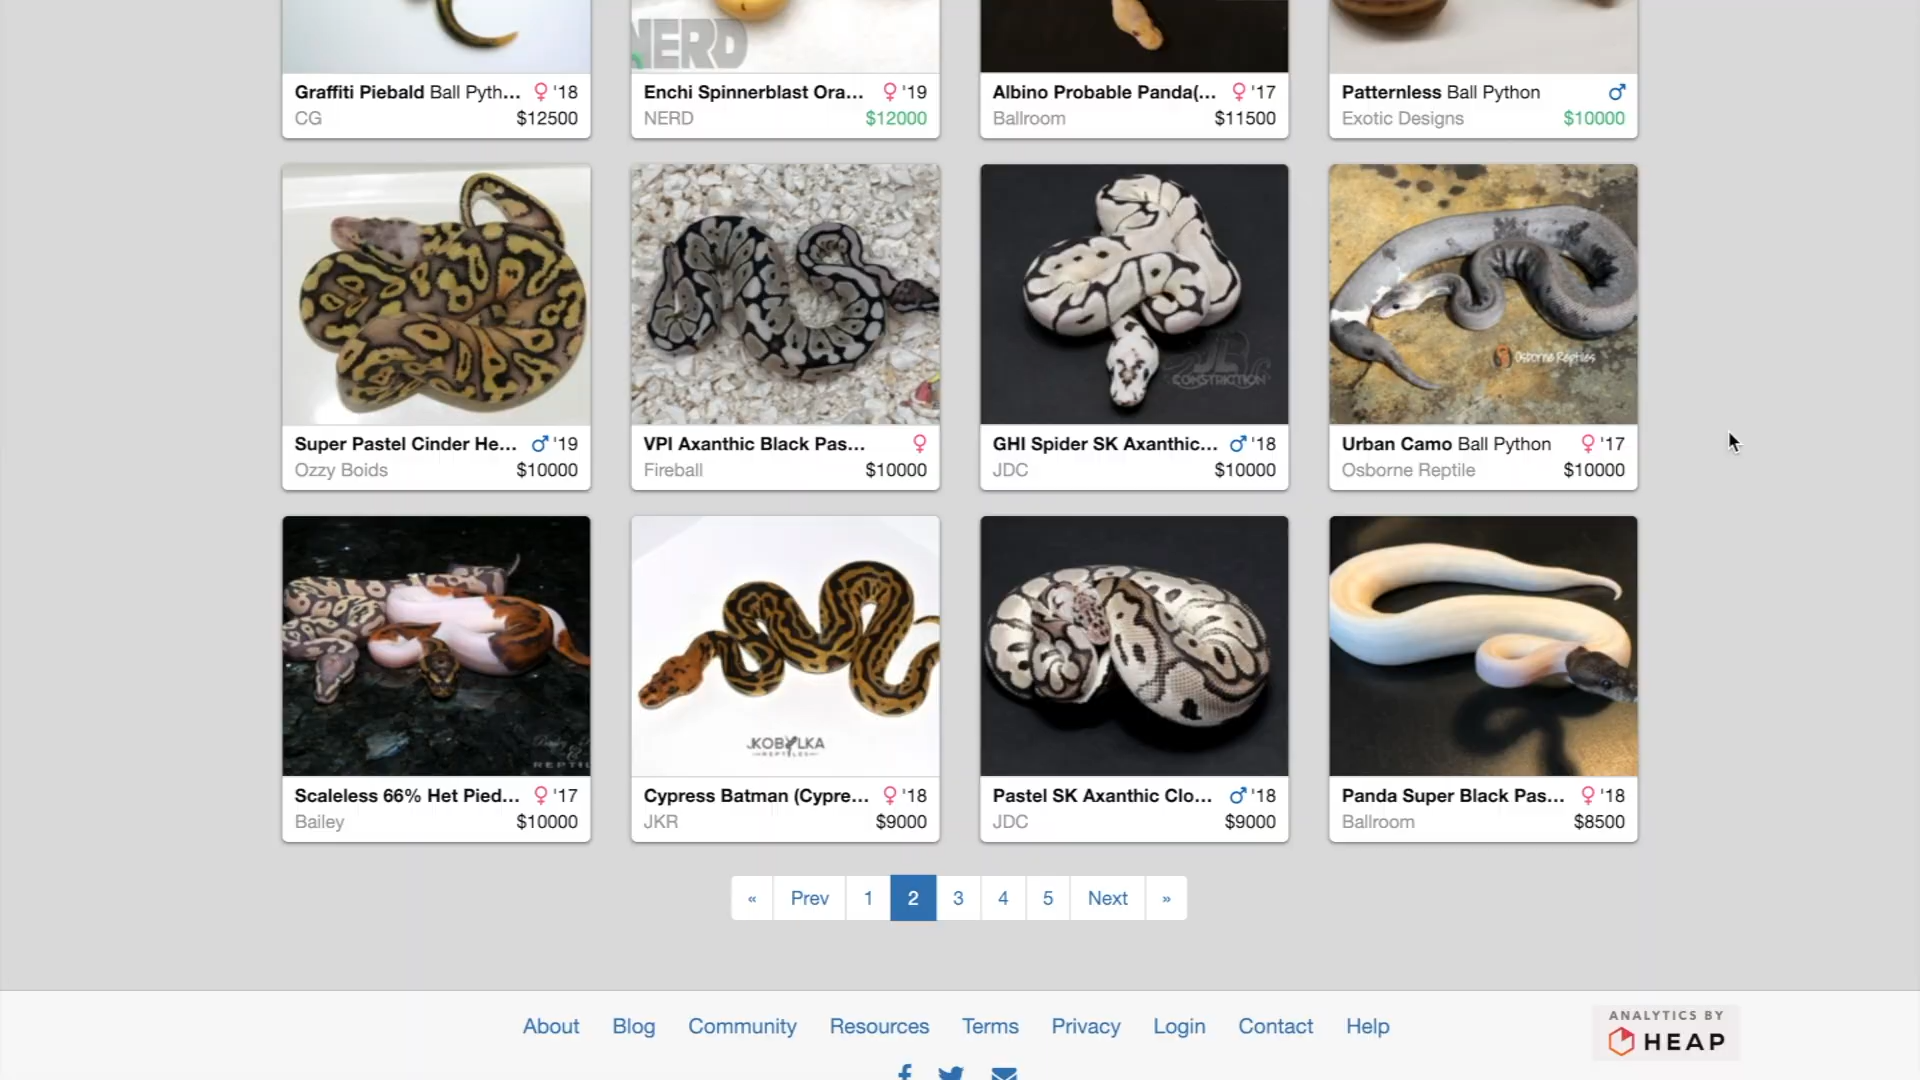 NERD
Graffiti Piebald Ball Pyth... ♀ '18
CG $12500
Enchi Spinnerblast Ora... ♀ '19
NERD $12000
Albino Probable Panda(... ♀ '17
Ballroom $11500
Patternless Ball Python ♂
Exotic Designs $10000
CONSTRICTION
Osborne Reptiles
Super Pastel Cinder He... ♂ '19
Ozzy Boids $10000
VPI Axanthic Black Pas... ♀
Fireball $10000
GHI Spider SK Axanthic... ♂ '18
JDC $10000
Urban Camo Ball Python ♀ '17
Osborne Reptile $10000
JKOBYLKA
REPTILES
Scaleless 66% Het Pied... ♀ '17
Bailey $10000
Cypress Batman (Cypre... ♀ '18
JKR $9000
Pastel SK Axanthic Clo... ♂ '18
JDC $9000
Panda Super Black Pas... ♀ '18
Ballroom $8500
« Prev 1 2 3 4 5 Next »
About Blog Community Resources Terms Privacy Login Contact Help
ANALYTICS BY
HEAP